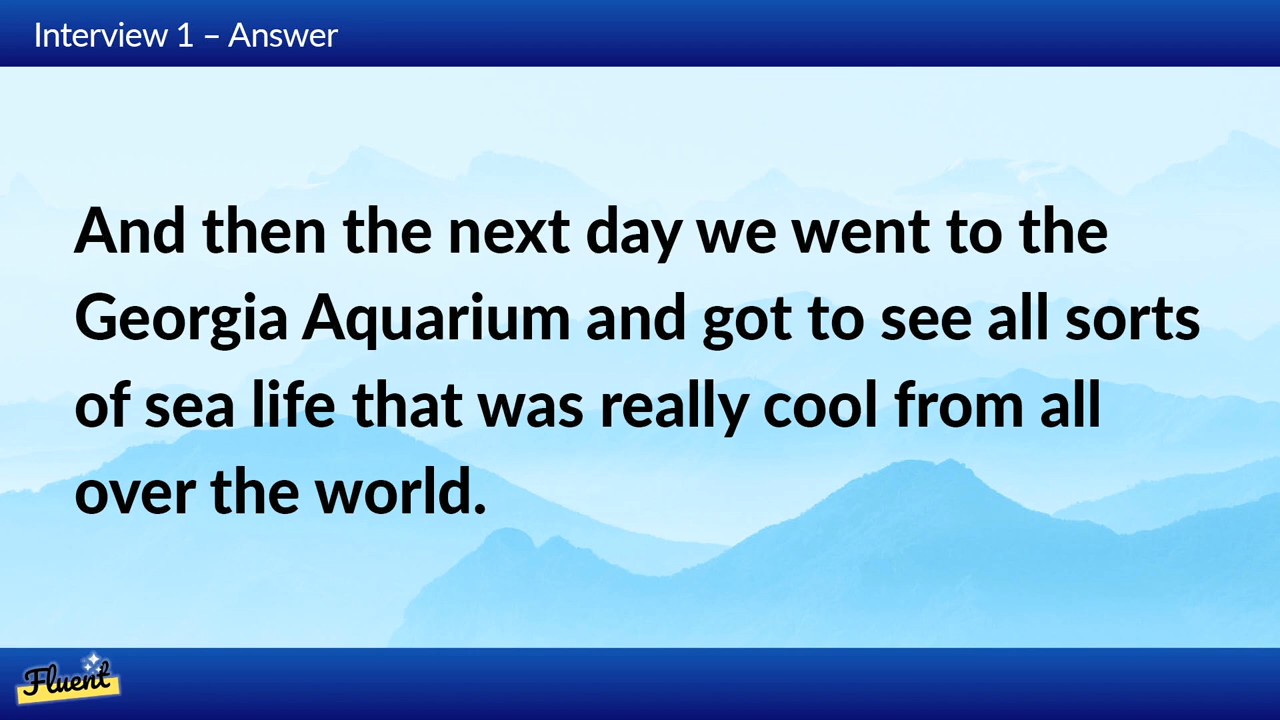 Interview 1 – Answer
And then the next day we went to the
Georgia Aquarium and got to see all sorts
of sea life that was really cool from all
over the world.
Fluent